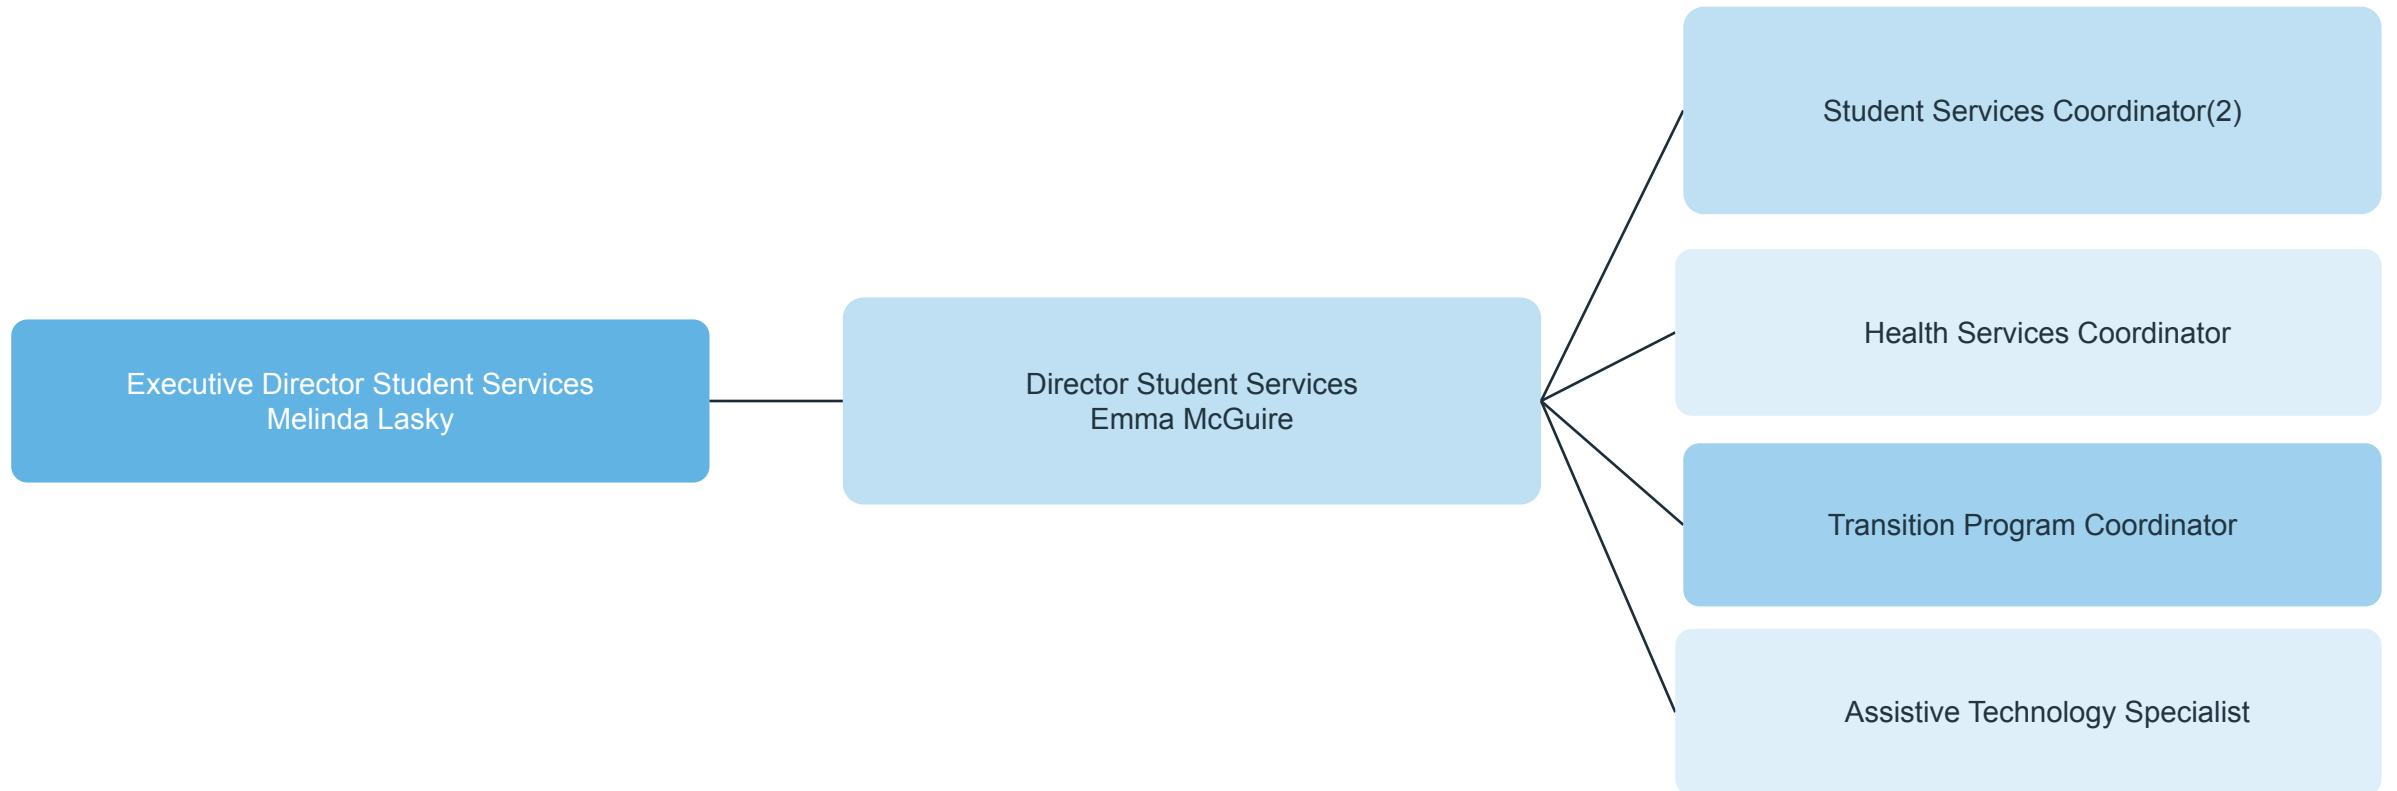 Executive Director Student Services
Melinda Lasky
Director Student Services
Emma McGuire
Student Services Coordinator(2)
Health Services Coordinator
Transition Program Coordinator
Assistive Technology Specialist